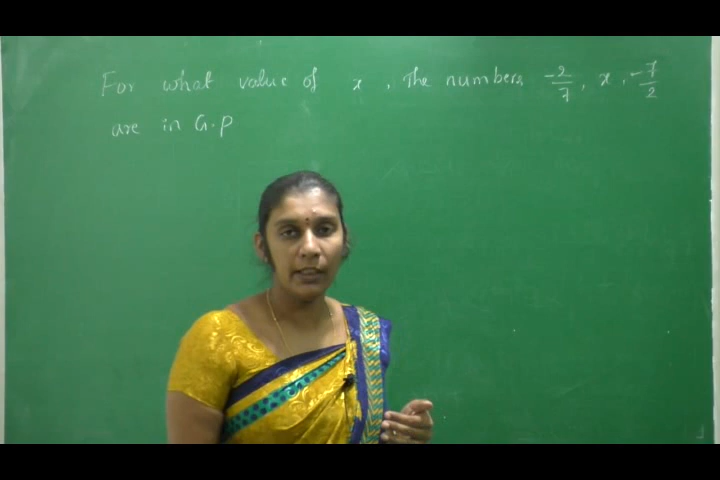 For what value of x, the numbers -2/7, x, -7/2
are in G.P